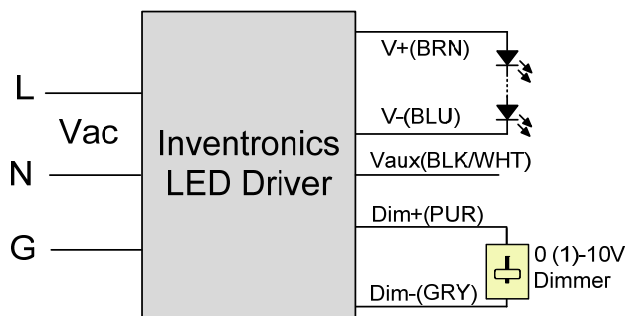 L
Vac
N
G
Inventronics
LED Driver
V+(BRN)
V-(BLU)
Vaux(BLK/WHT)
Dim+(PUR)
Dim-(GRY)
0 (1)-10V
Dimmer